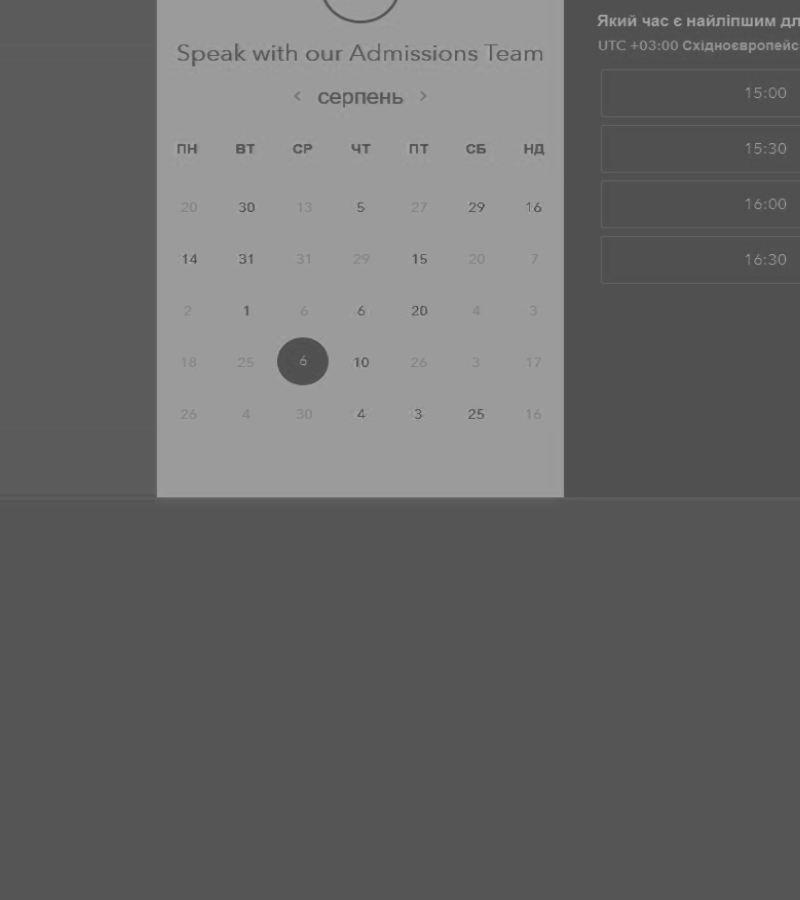 Speak with our Admissions Team
< серпень >
ПН ВТ СР ЧТ ПТ СБ НД
20 30 13 5 27 29 16
14 31 31 29 15 20 7
2 1 6 6 20 4 3
18 25 6 10 26 3 17
26 4 30 4 3 25 16
Який час є найліпшим
UTC +03:00
15:00
15:30
16:00
16:30